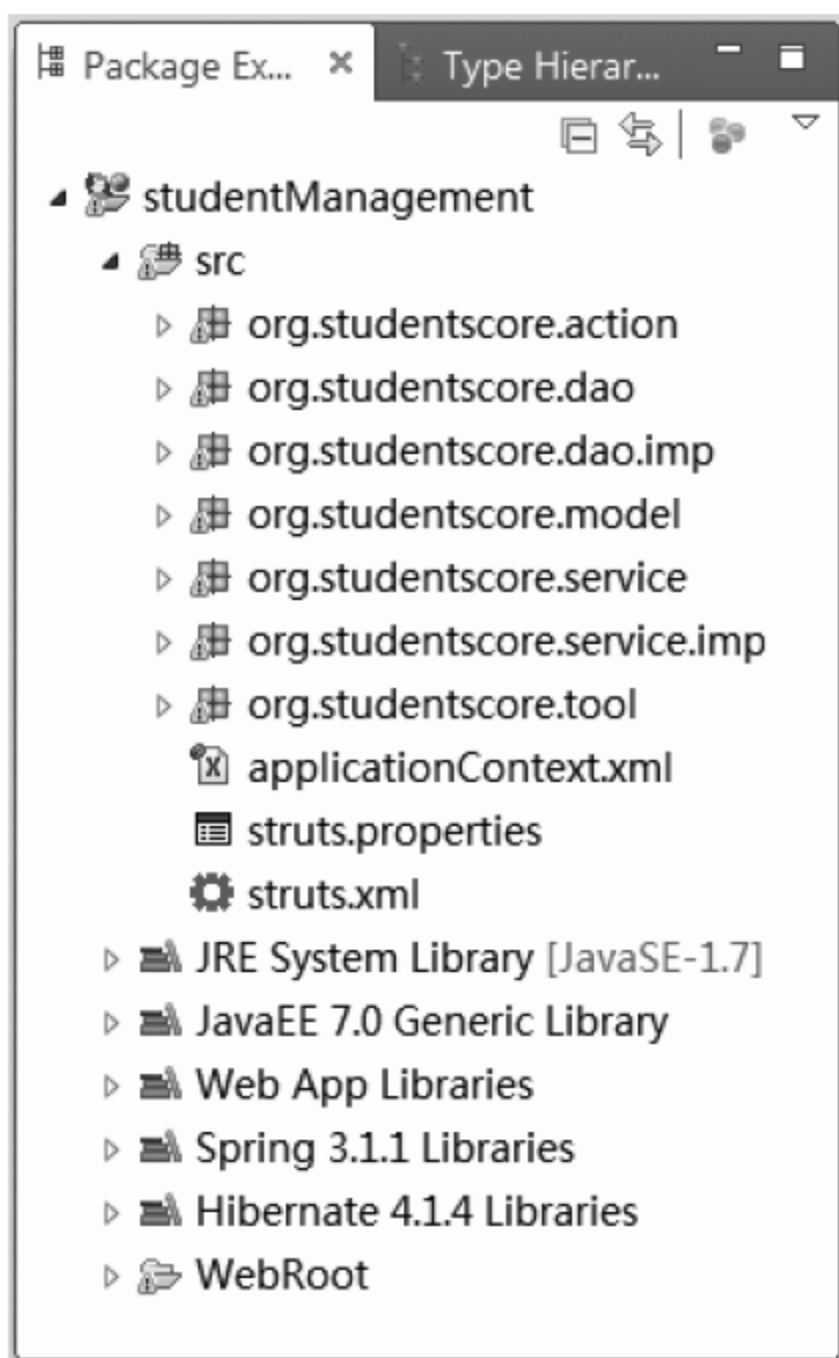 Package Ex... Type Hierar...
studentManagement
src
org.studentscore.action
org.studentscore.dao
org.studentscore.dao.imp
org.studentscore.model
org.studentscore.service
org.studentscore.service.imp
org.studentscore.tool
applicationContext.xml
struts.properties
struts.xml
JRE System Library [JavaSE-1.7]
JavaEE 7.0 Generic Library
Web App Libraries
Spring 3.1.1 Libraries
Hibernate 4.1.4 Libraries
WebRoot